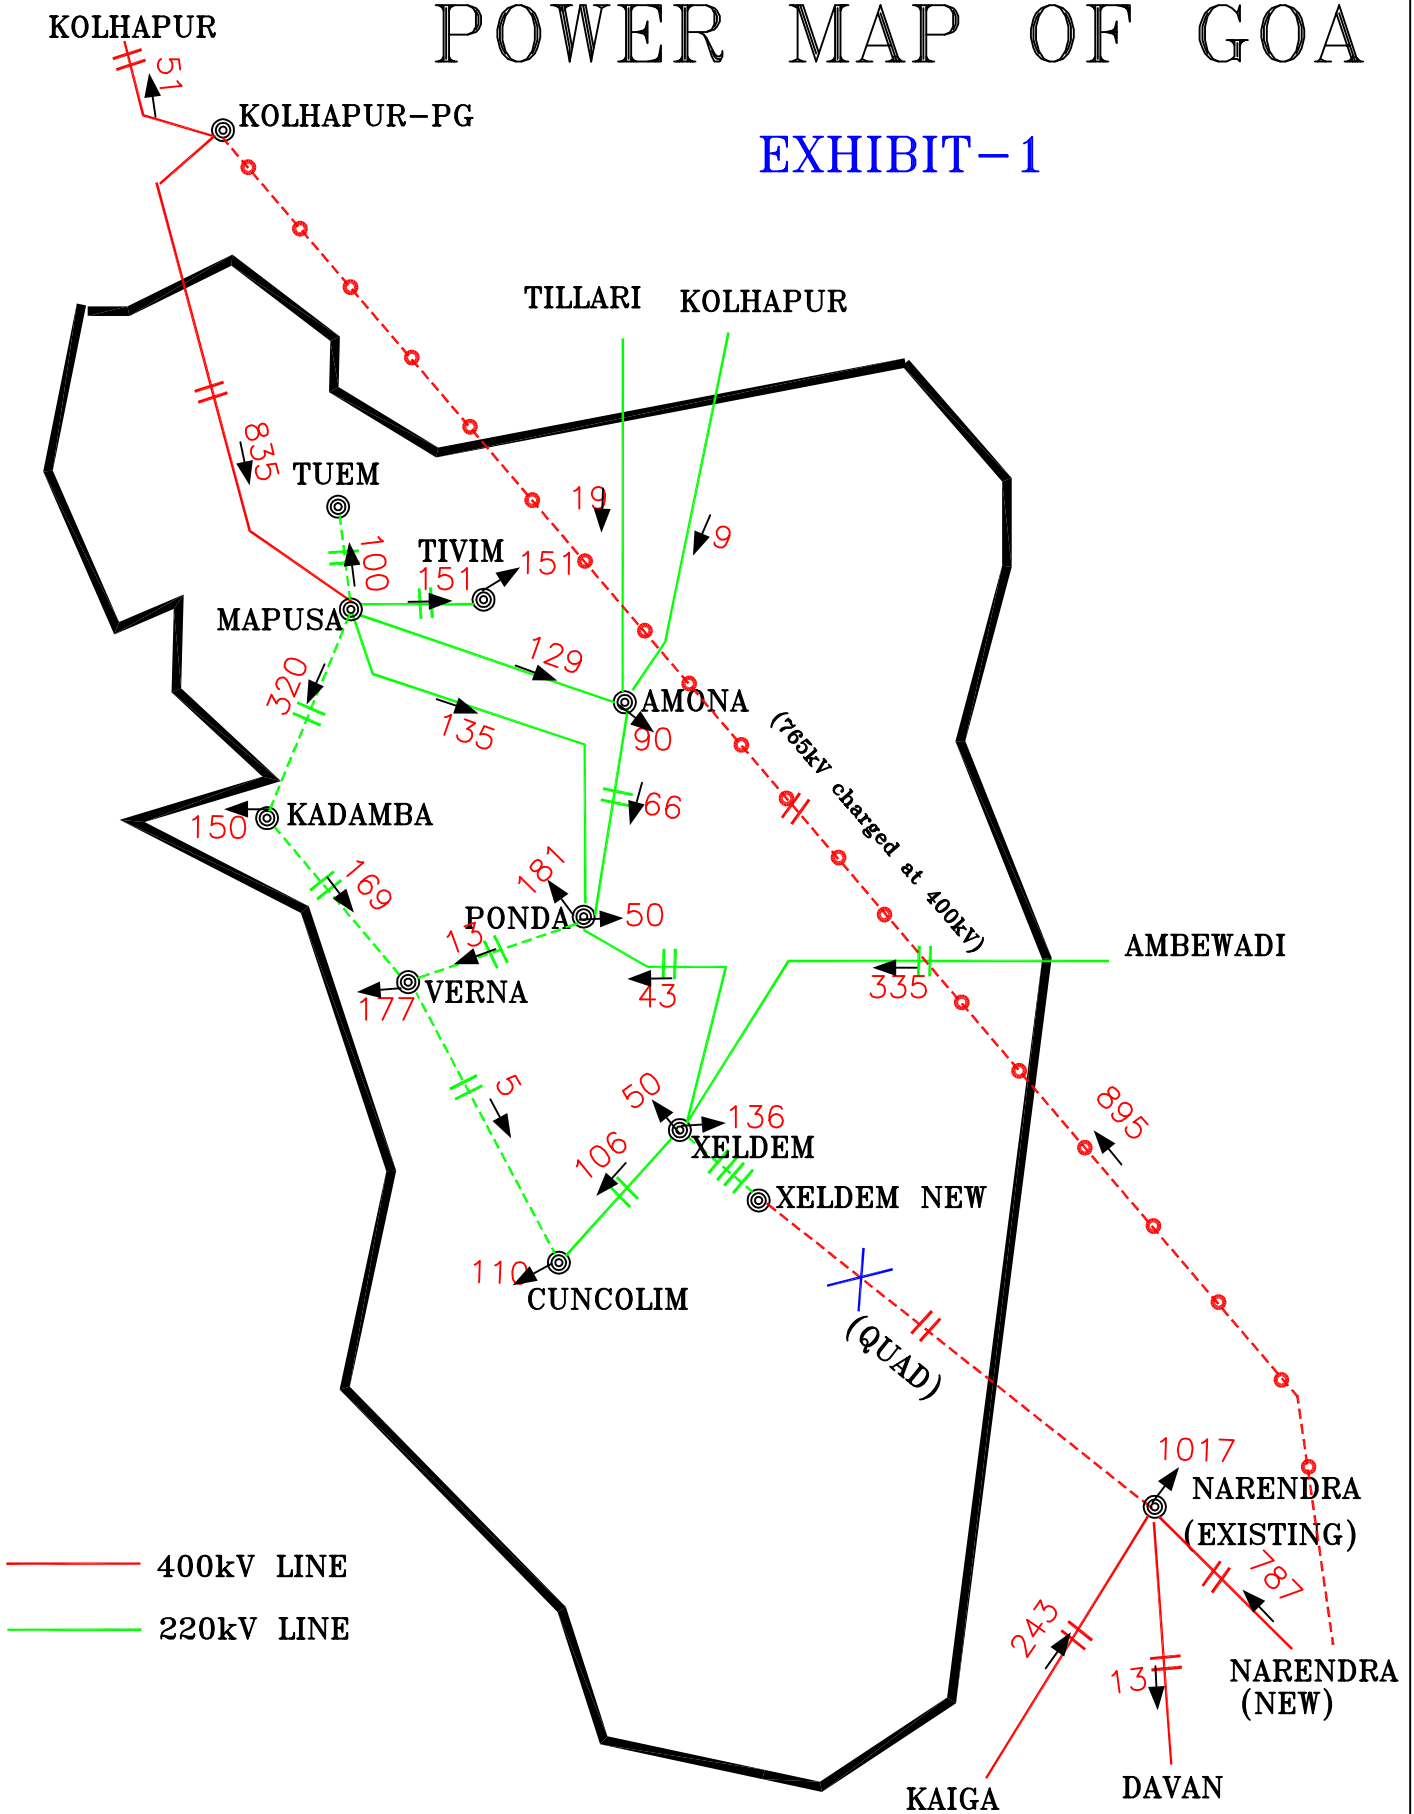 POWER MAP OF GOA
KOLHAPUR
51
KOLHAPUR-PG
EXHIBIT-1
TILLARI
KOLHAPUR
835
TUEM
19
9
100
TIVIM
151
151
MAPUSA
129
320
135
AMONA
90
(765kV charged at 400kV)
66
KADAMBA
150
169
181
PONDA
50
13
AMBEWADI
335
43
VERNA
177
5
50
136
895
XELDEM
106
XELDEM NEW
110
CUNCOLIM
(QUAD)
1017
NARENDRA
(EXISTING)
787
400kV LINE
220kV LINE
243
13
NARENDRA
(NEW)
DAVAN
KAIGA